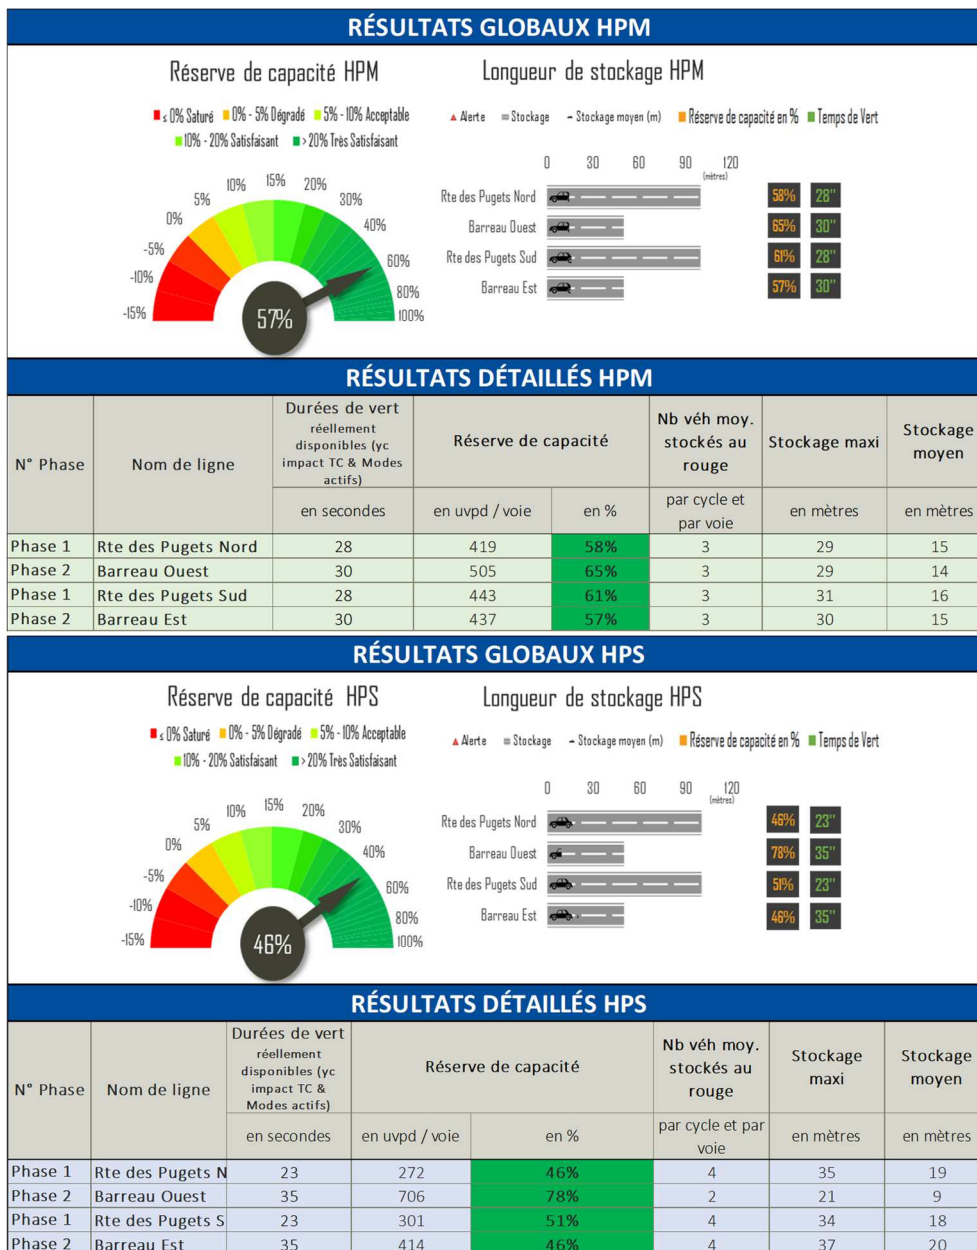 RÉSULTATS GLOBAUX HPM
Réserve de capacité HPM
≤ 0% Saturé 0% - 5% Dégradé 5% - 10% Acceptable
10% - 20% Satisfaisant > 20% Très Satisfaisant
-15% -10% -5% 0% 5% 10% 15% 20% 30% 40% 60% 80% 100%
57%
Longueur de stockage HPM
Alerte Stockage Stockage moyen (m) Réserve de capacité en % Temps de Vert
0 30 60 90 120
(mètres)
Rte des Pugets Nord 58% 28"
Barreau Ouest 65% 30"
Rte des Pugets Sud 61% 28"
Barreau Est 57% 30"
RÉSULTATS DÉTAILLÉS HPM
N° Phase
Nom de ligne
Durées de vert
réellement
disponibles (yc
impact TC & Modes
actifs)
Réserve de capacité
Nb véh moy.
stockés au
rouge
Stockage maxi
Stockage
moyen
en secondes
en uvpd / voie
en %
par cycle et
par voie
en mètres
en mètres
Phase 1 Rte des Pugets Nord 28 419 58% 3 29 15
Phase 2 Barreau Ouest 30 505 65% 3 29 14
Phase 1 Rte des Pugets Sud 28 443 61% 3 31 16
Phase 2 Barreau Est 30 437 57% 3 30 15
RÉSULTATS GLOBAUX HPS
Réserve de capacité HPS
≤ 0% Saturé 0% - 5% Dégradé 5% - 10% Acceptable
10% - 20% Satisfaisant > 20% Très Satisfaisant
-15% -10% -5% 0% 5% 10% 15% 20% 30% 40% 60% 80% 100%
46%
Longueur de stockage HPS
Alerte Stockage Stockage moyen (m) Réserve de capacité en % Temps de Vert
0 30 60 90 120
(mètres)
Rte des Pugets Nord 46% 23"
Barreau Ouest 78% 35"
Rte des Pugets Sud 51% 23"
Barreau Est 46% 35"
RÉSULTATS DÉTAILLÉS HPS
N° Phase
Nom de ligne
Durées de vert
réellement
disponibles (yc
impact TC &
Modes actifs)
Réserve de capacité
Nb véh moy.
stockés au
rouge
Stockage
maxi
Stockage
moyen
en secondes
en uvpd / voie
en %
par cycle et par
voie
en mètres
en mètres
Phase 1 Rte des Pugets N 23 272 46% 4 35 19
Phase 2 Barreau Ouest 35 706 78% 2 21 9
Phase 1 Rte des Pugets S 23 301 51% 4 34 18
Phase 2 Barreau Est 35 414 46% 4 37 20